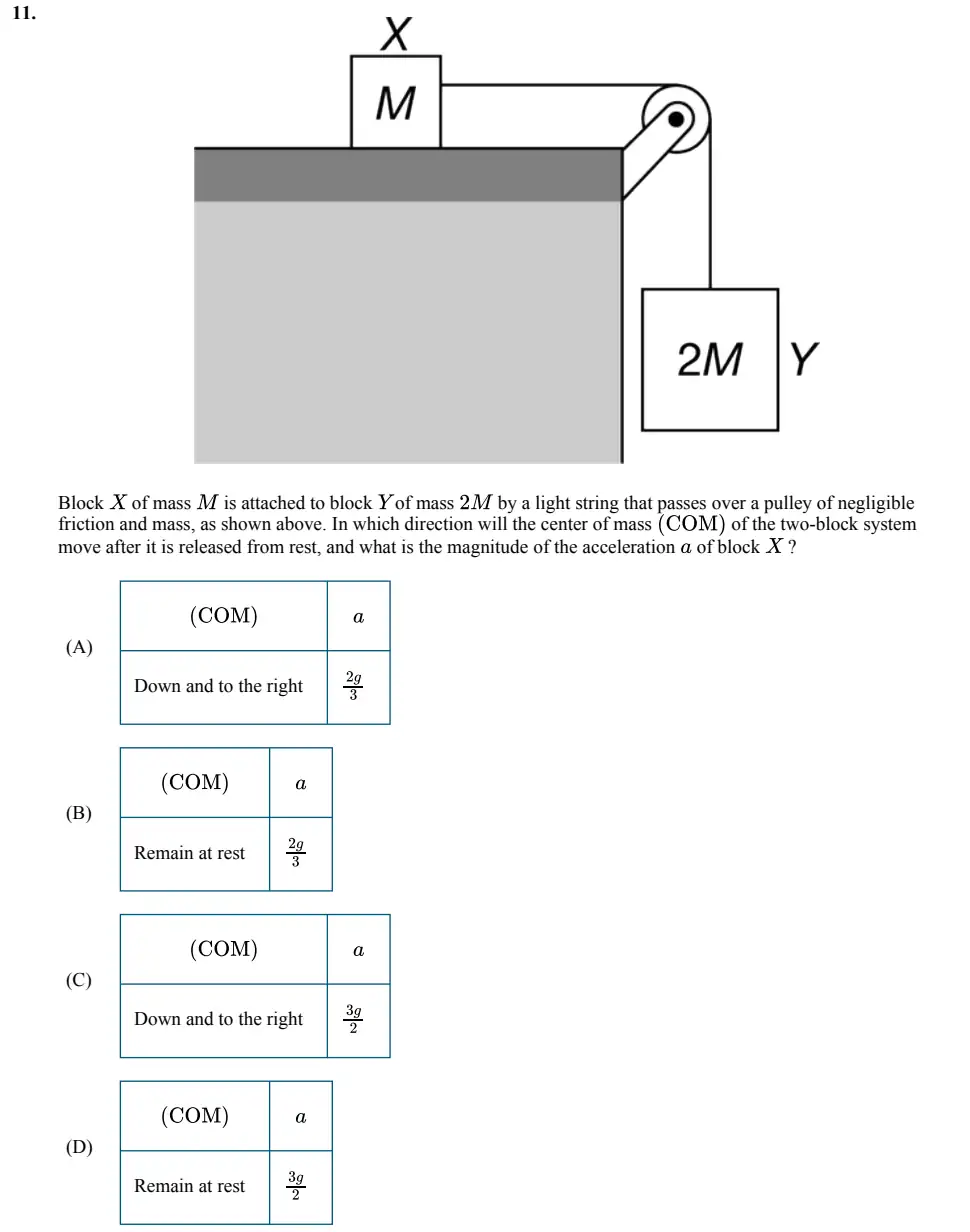 11.
X
M
2M Y
Block X of mass M is attached to block Y of mass 2M by a light string that passes over a pulley of negligible
friction and mass, as shown above. In which direction will the center of mass (COM) of the two-block system
move after it is released from rest, and what is the magnitude of the acceleration a of block X ?
(COM) a
(A)
Down and to the right 2g/3
(COM) a
(B)
Remain at rest 2g/3
(COM) a
(C)
Down and to the right 3g/2
(COM) a
(D)
Remain at rest 3g/2